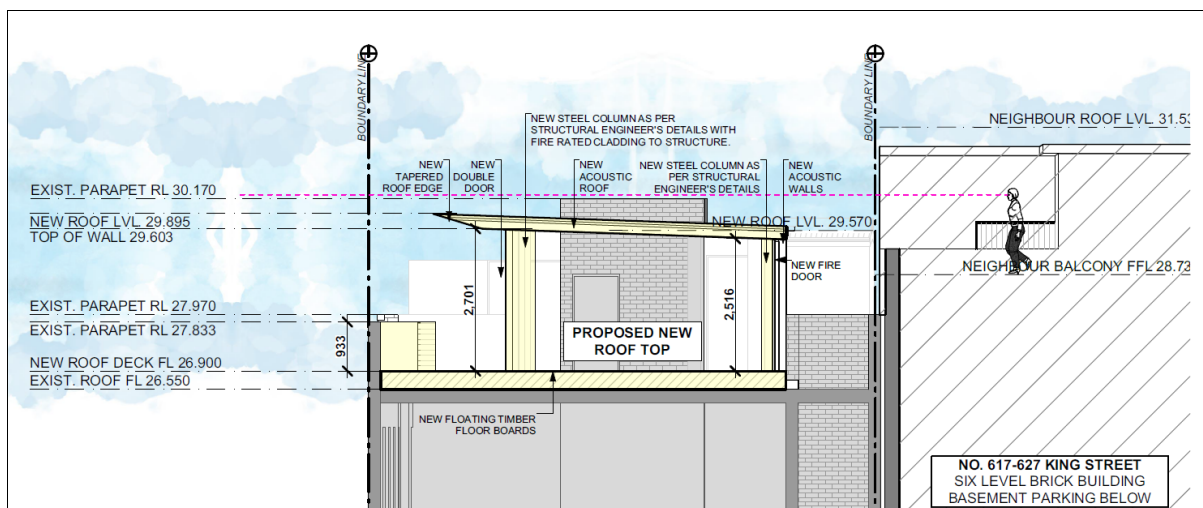 BOUNDARY LINE
BOUNDARY LINE
NEIGHBOUR ROOF LVL. 31.53
NEW STEEL COLUMN AS PER
STRUCTURAL ENGINEER'S DETAILS WITH
FIRE RATED CLADDING TO STRUCTURE.
NEW
TAPERED
ROOF EDGE
NEW
DOUBLE
DOOR
NEW
ACOUSTIC
ROOF
NEW STEEL COLUMN AS
PER STRUCTURAL
ENGINEER'S DETAILS
NEW
ACOUSTIC
WALLS
EXIST. PARAPET RL 30.170
NEW ROOF LVL. 29.895
TOP OF WALL 29.603
NEW ROOF LVL. 29.570
NEW FIRE
DOOR
NEIGHBOUR BALCONY FFL 28.73
EXIST. PARAPET RL 27.970
EXIST. PARAPET RL 27.833
2,701
2,516
933
PROPOSED NEW
ROOF TOP
NEW ROOF DECK FL 26.900
EXIST. ROOF FL 26.550
NEW FLOATING TIMBER
FLOOR BOARDS
NO. 617-627 KING STREET
SIX LEVEL BRICK BUILDING
BASEMENT PARKING BELOW